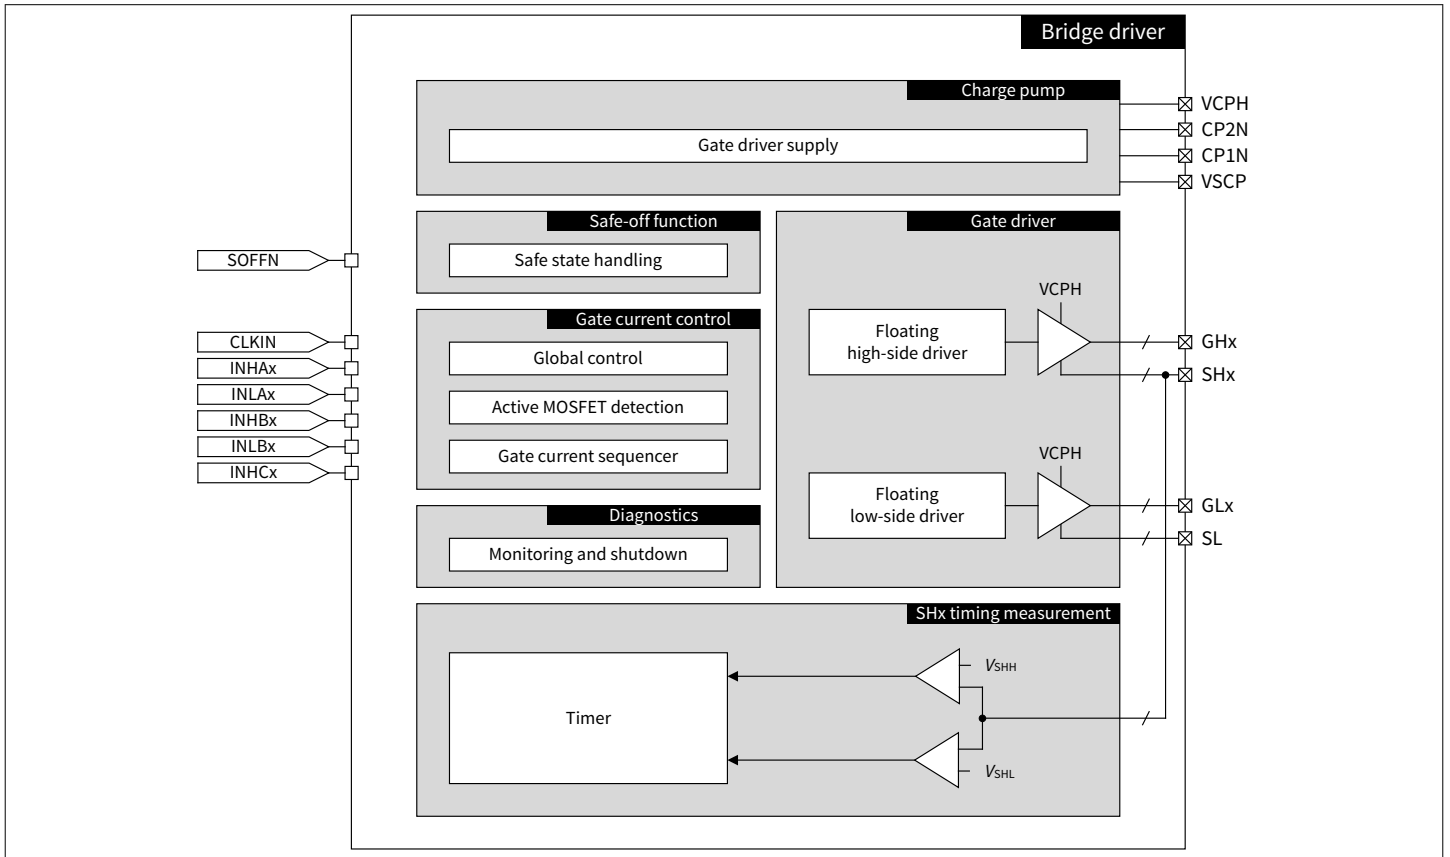 Bridge driver
Charge pump
Gate driver supply
VCPH
CP2N
CP1N
VSCP
SOFFN
Safe-off function
Safe state handling
CLKIN
INHAx
INLAx
INHBx
INLBx
INHCx
Gate current control
Global control
Active MOSFET detection
Gate current sequencer
Diagnostics
Monitoring and shutdown
Gate driver
VCPH
Floating
high-side driver
GHx
SHx
VCPH
Floating
low-side driver
GLx
SL
SHx timing measurement
Timer
VSHH
VSHL